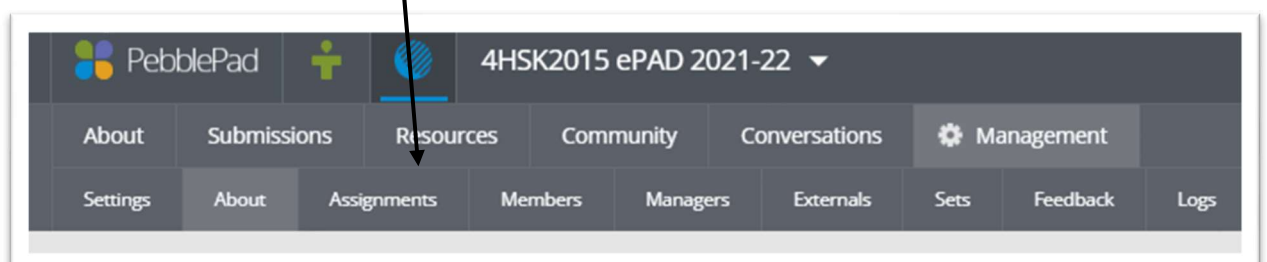 PebblePad 4HSK2015 ePAD 2021-22
About Submissions Resources Community Conversations Management
Settings About Assignments Members Managers Externals Sets Feedback Logs